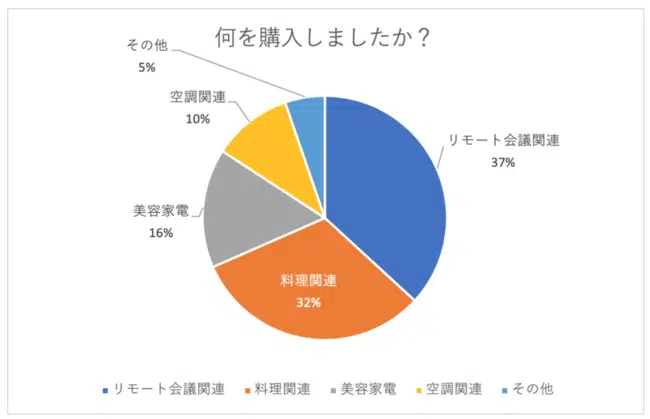 何を購入しましたか？
その他
5%
空調関連
10%
リモート会議関連
37%
美容家電
16%
料理関連
32%
リモート会議関連 料理関連 美容家電 空調関連 その他